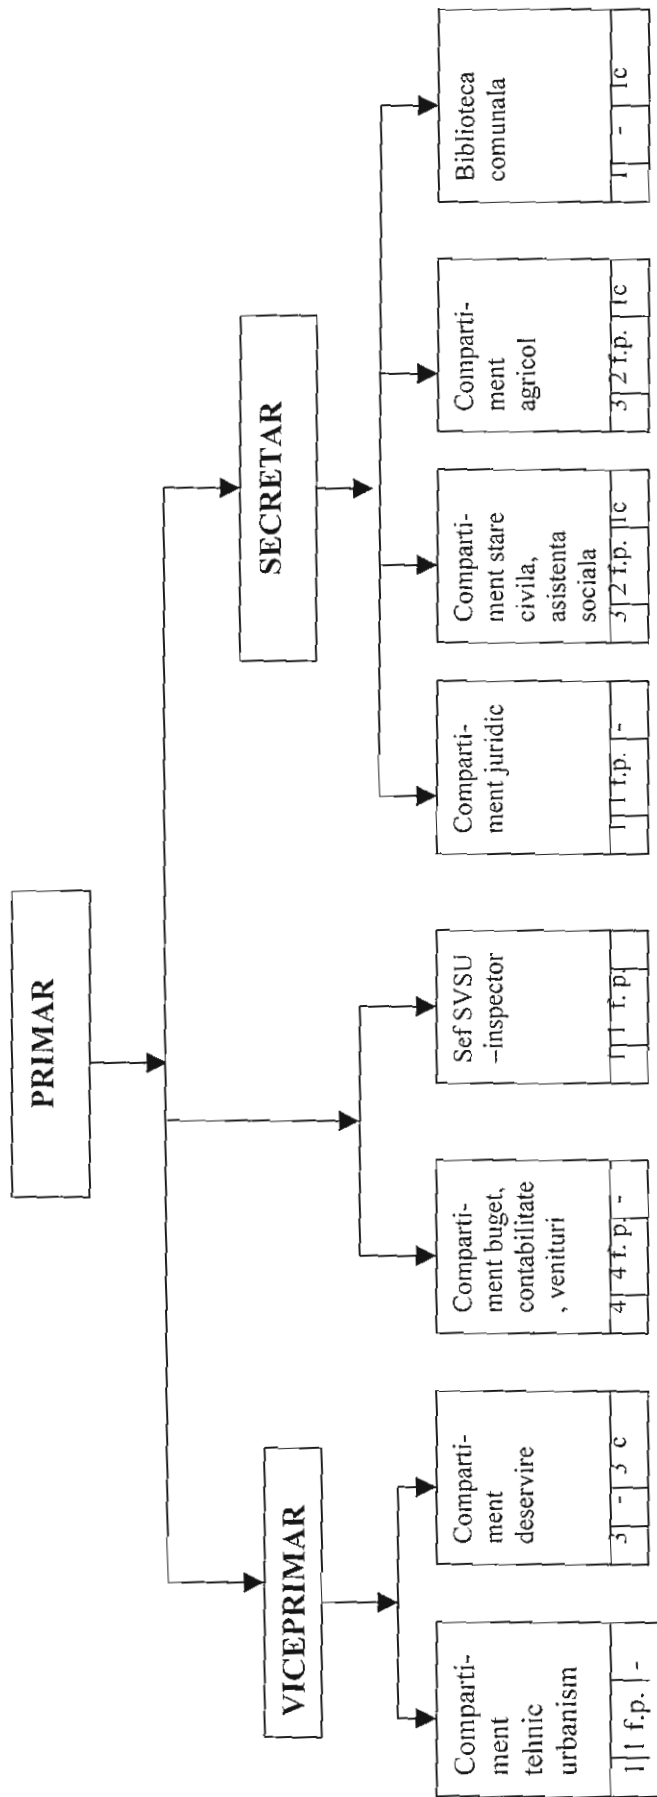 PRIMAR
VICEPRIMAR
SECRETAR
Comparti-
ment
tehnic
urbanism
1 1 f.p. -
Comparti-
ment
deservire
3 - 3 c
Comparti-
ment buget,
contabilitate
, venituri
4 4 f. p. -
Sef SVSU
–inspector
1 1 f. p.
Comparti-
ment juridic
1 1 f.p. -
Comparti-
ment stare
civila,
asistenta
sociala
3 2 f.p. 1c
Comparti-
ment
agricol
3 2 f.p. 1c
Biblioteca
comunala
1 - 1c